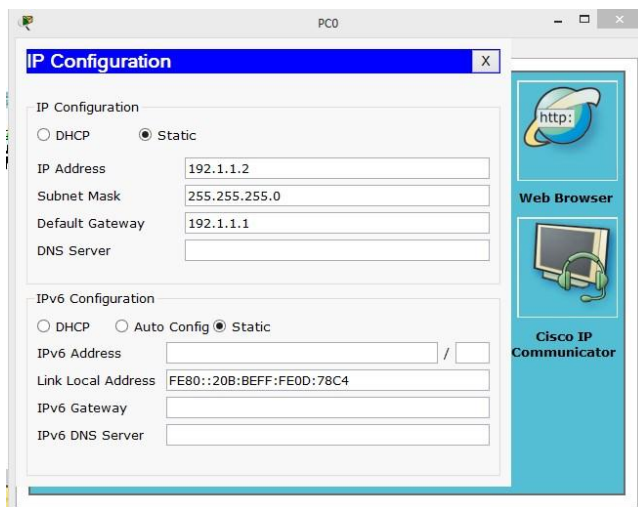 PC0
IP Configuration
X
IP Configuration
DHCP Static
IP Address 192.1.1.2
Subnet Mask 255.255.255.0
Default Gateway 192.1.1.1
DNS Server
IPv6 Configuration
DHCP Auto Config Static
IPv6 Address /
Link Local Address FE80::20B:BEFF:FE0D:78C4
IPv6 Gateway
IPv6 DNS Server
http:
Web Browser
Cisco IP
Communicator